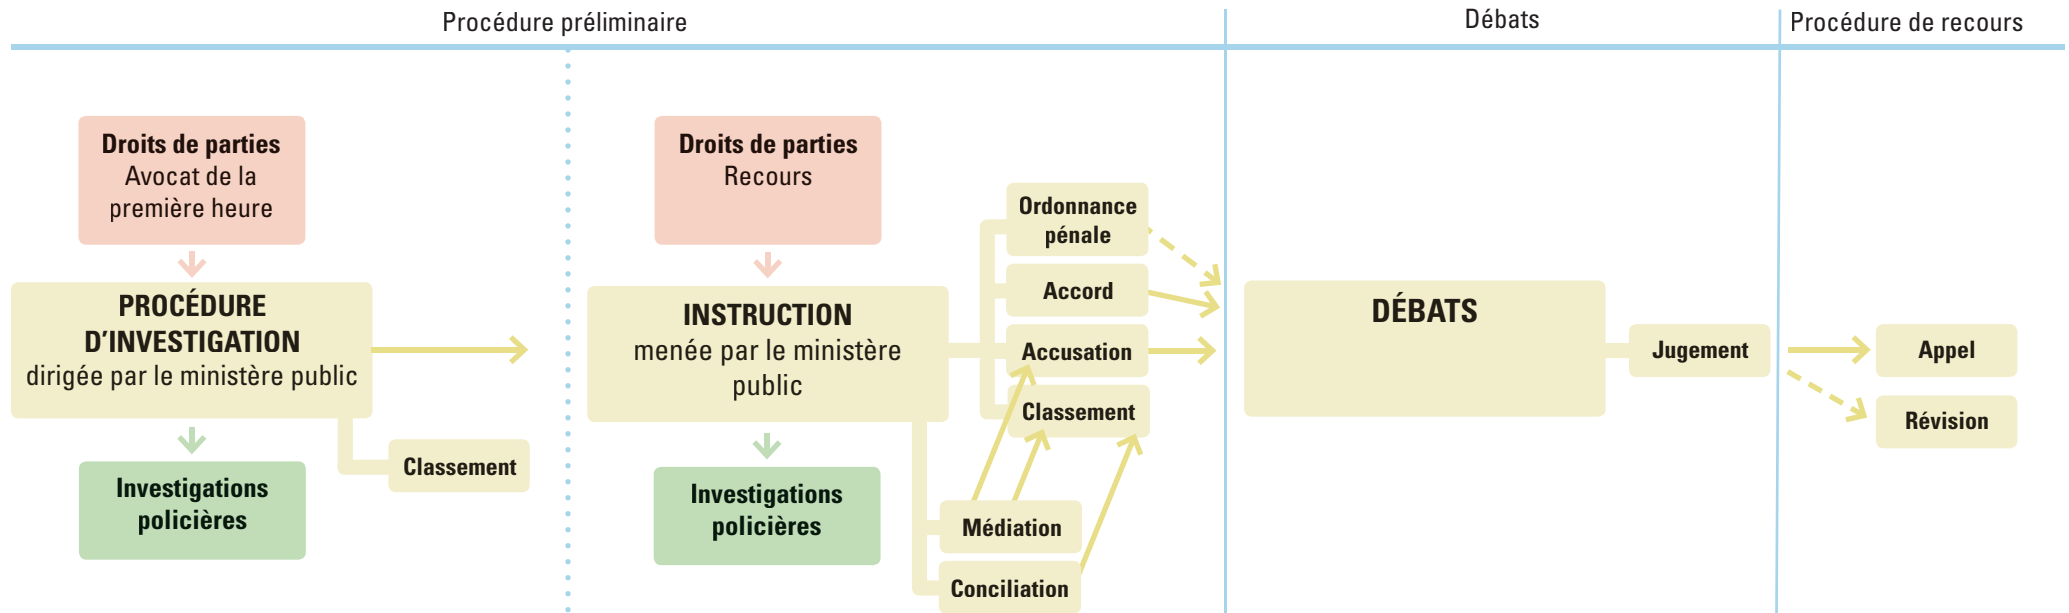 Procédure préliminaire
Débats
Procédure de recours
Droits de parties
Avocat de la
première heure
PROCÉDURE
D’INVESTIGATION
dirigée par le ministère public
Classement
Investigations
policières
Droits de parties
Recours
INSTRUCTION
menée par le ministère
public
Investigations
policières
Ordonnance
pénale
Accord
Accusation
Classement
Médiation
Conciliation
DÉBATS
Jugement
Appel
Révision